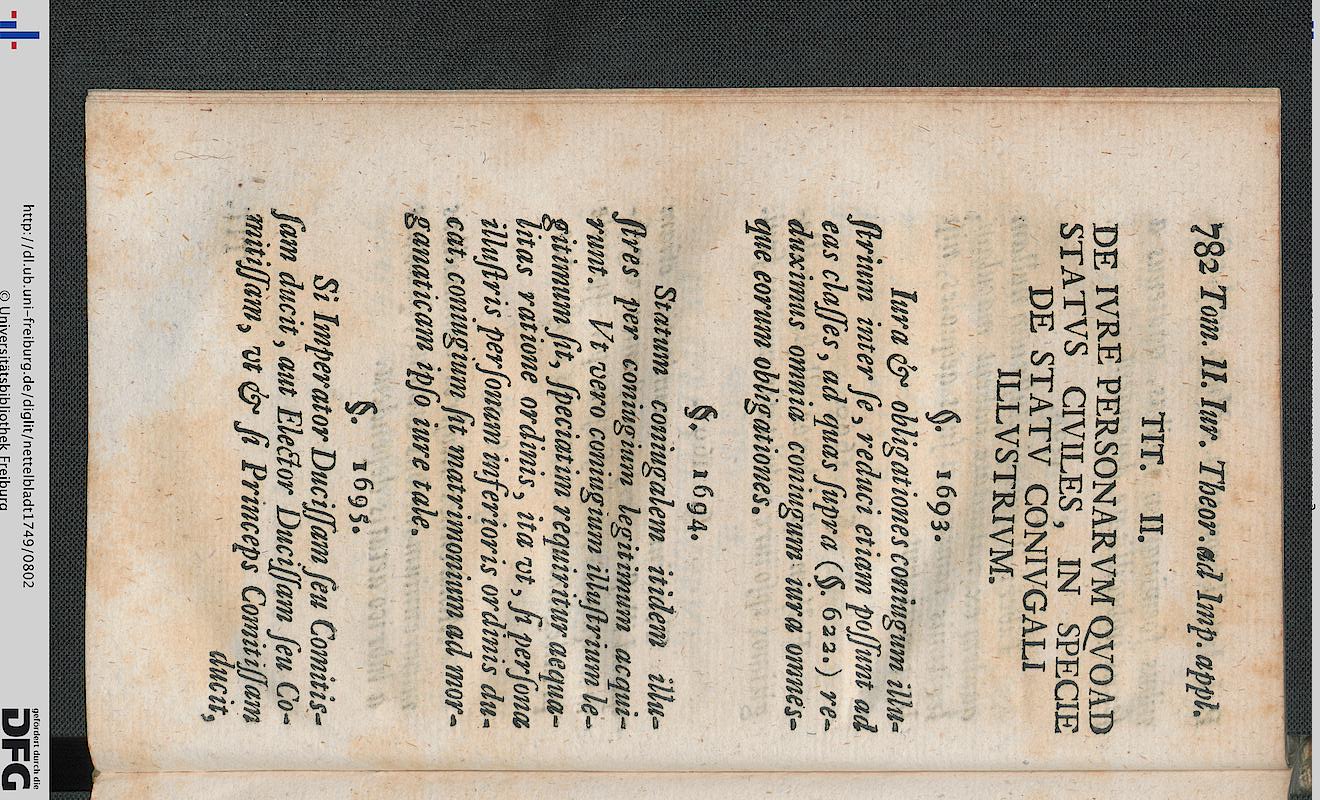 782 Tom. II. Iur. Theor. ad Imp. appl.
TIT. II.
DE IVRE PERSONARVM QVOAD
STATVS CIVILES, IN SPECIE
DE STATV CONIVGALI
ILLVSTRIVM.
§. 1693.
Iura & obligationes coniugum illu-
ſtrium inter ſe, reduci etiam poſſunt ad
eas claſſes, ad quas ſupra (§. 622.) re-
duximus omnia coniugum iura omnes-
que eorum obligationes.
§. 1694.
Statum coniugalem itidem illu-
ſtres per coniugium legitimum acqui-
runt. Vt vero coniugium illuſtrium le-
gitimum ſit, ſpeciatim requiritur aequa-
litas ratione ordinis, ita vt, ſi perſona
illuſtris perſonam inferioris ordinis du-
cat, coniugium ſit matrimonium ad mor-
ganaticam ipſo iure tale.
§. 1695.
Si Imperator Duciſſam ſeu Comitiſ-
ſam ducit, aut Elector Duciſſam ſeu Co-
mitiſſam, vt & ſi Princeps Comitiſſam
ducit,
http://dl.ub.uni-freiburg.de/diglit/nettelbladt1749/0802
© Universitätsbibliothek Freiburg
gefördert durch die
DFG